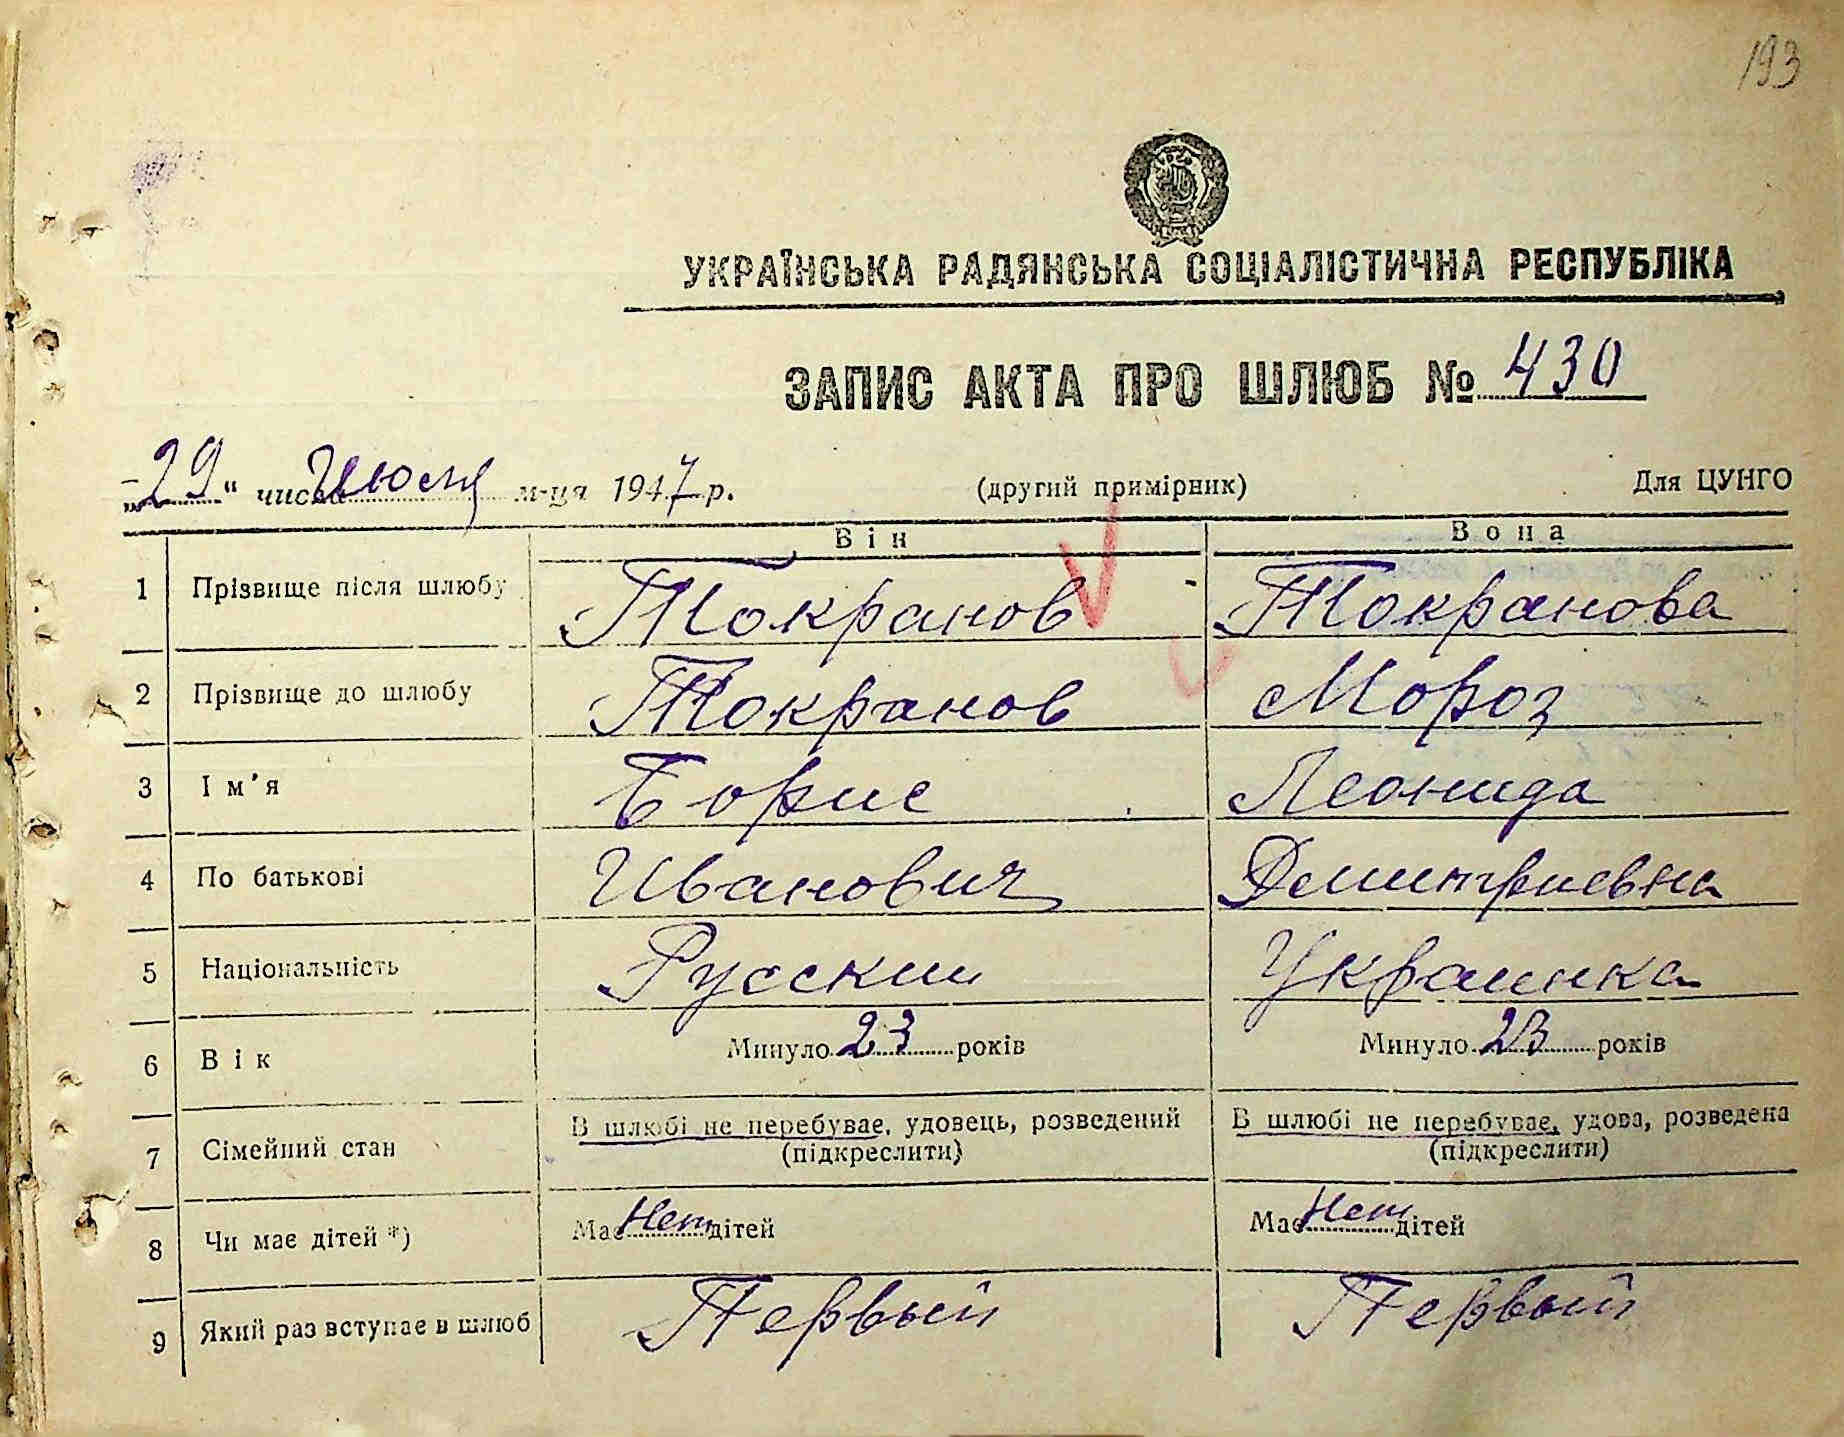 193
УКРАЇНСЬКА РАДЯНСЬКА СОЦІАЛІСТИЧНА РЕСПУБЛІКА
ЗАПИС АКТА ПРО ШЛЮБ № 430
„29“ числа Июля м-ця 1947 р. (другий примірник) Для ЦУНГО
Він Вона
1 Прізвище після шлюбу Токранов Токранова
2 Прізвище до шлюбу Токранов Мороз
3 Ім'я Борис Леонида
4 По батькові Иванович Дмитриевна
5 Національність Русский Украинка
6 Вік Минуло 23 років Минуло 23 років
7 Сімейний стан В шлюбі не перебуває, удовець, розведений (підкреслити) В шлюбі не перебуває, удова, розведена (підкреслити)
8 Чи має дітей *) Має Нет дітей Має Нет дітей
9 Який раз вступає в шлюб Первый Первый